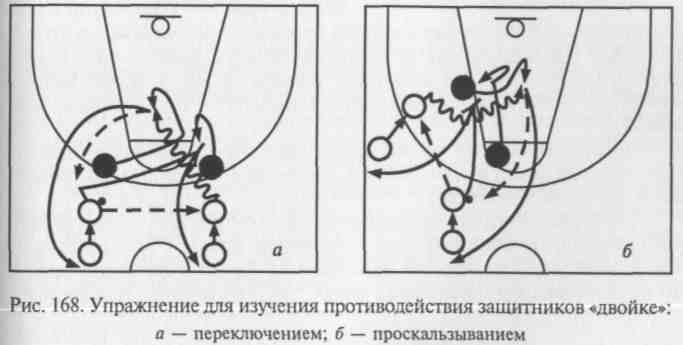 а
б
Рис. 168. Упражнение для изучения противодействия защитников «двойке»:
а — переключением; б — проскальзыванием